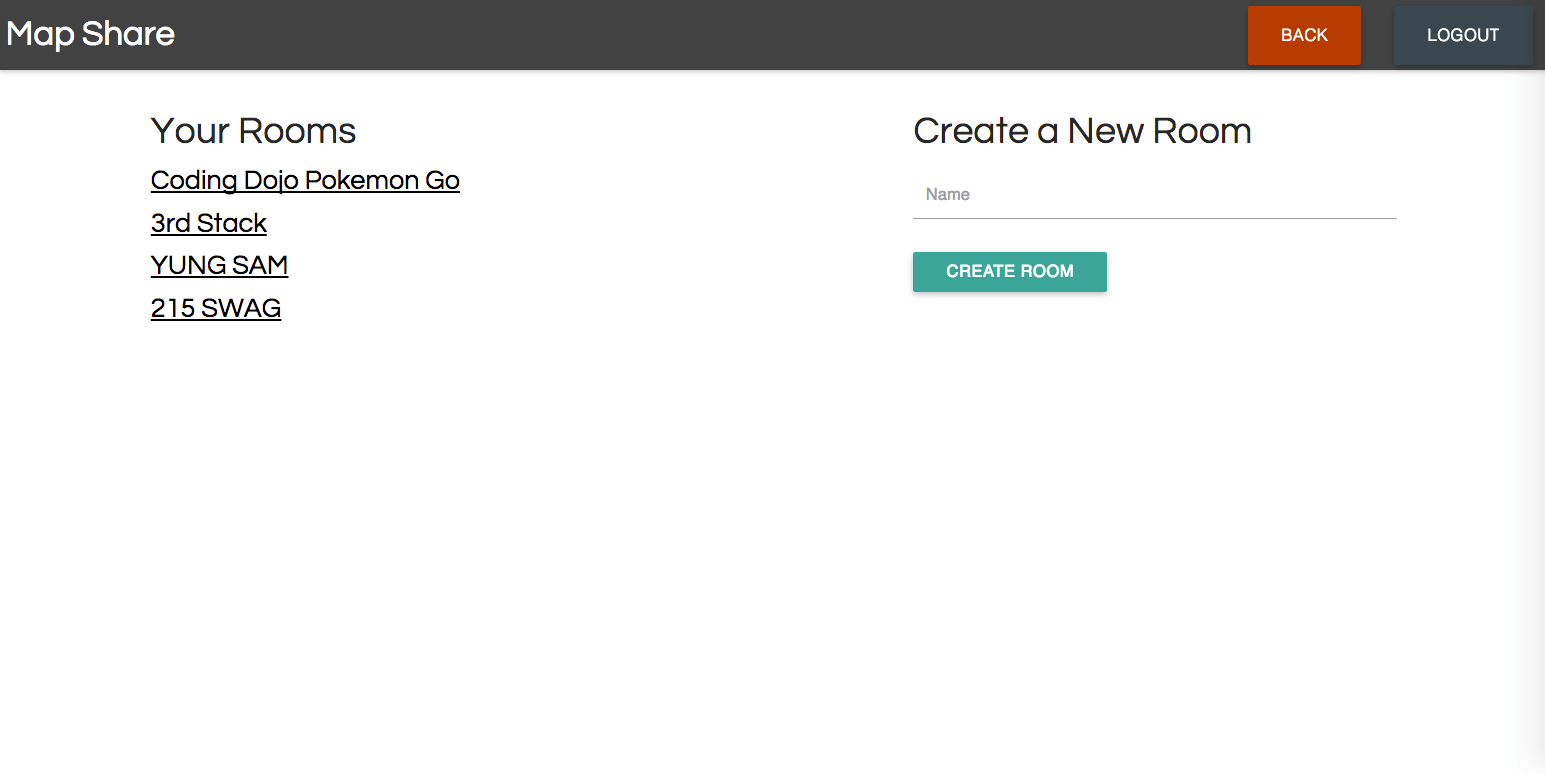 Map Share
BACK
LOGOUT
Your Rooms
Coding Dojo Pokemon Go
3rd Stack
YUNG SAM
215 SWAG
Create a New Room
Name
CREATE ROOM